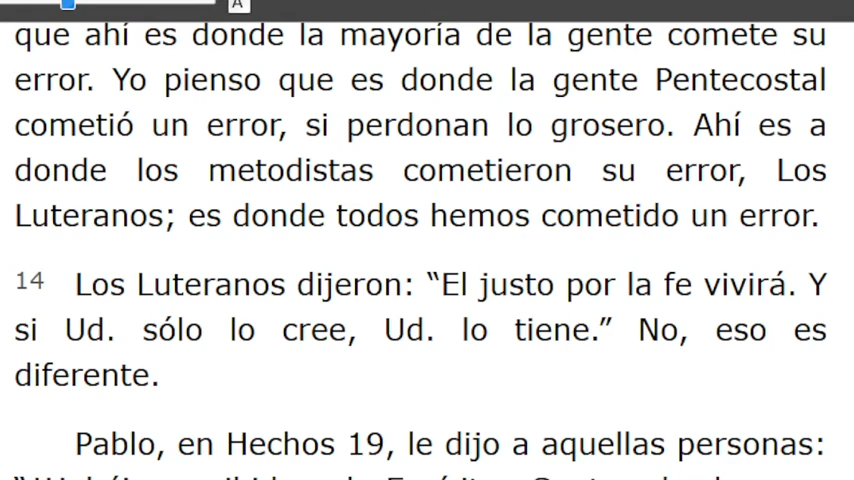 A
que ahí es donde la mayoría de la gente comete su
error. Yo pienso que es donde la gente Pentecostal
cometió un error, si perdonan lo grosero. Ahí es a
donde los metodistas cometieron su error, Los
Luteranos; es donde todos hemos cometido un error.
14 Los Luteranos dijeron: “El justo por la fe vivirá. Y
si Ud. sólo lo cree, Ud. lo tiene.” No, eso es
diferente.
Pablo, en Hechos 19, le dijo a aquellas personas: